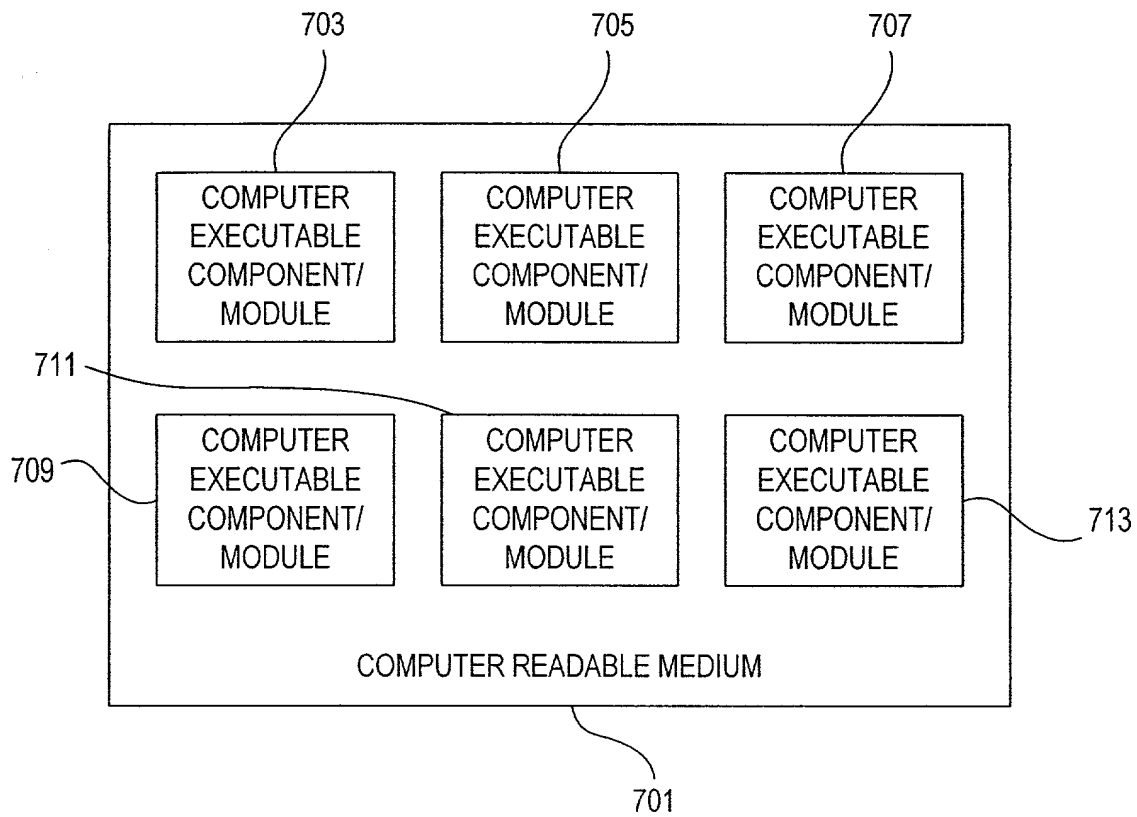 703
705
707
COMPUTER
EXECUTABLE
COMPONENT/
MODULE
COMPUTER
EXECUTABLE
COMPONENT/
MODULE
COMPUTER
EXECUTABLE
COMPONENT/
MODULE
711
709
COMPUTER
EXECUTABLE
COMPONENT/
MODULE
COMPUTER
EXECUTABLE
COMPONENT/
MODULE
COMPUTER
EXECUTABLE
COMPONENT/
MODULE
713
COMPUTER READABLE MEDIUM
701